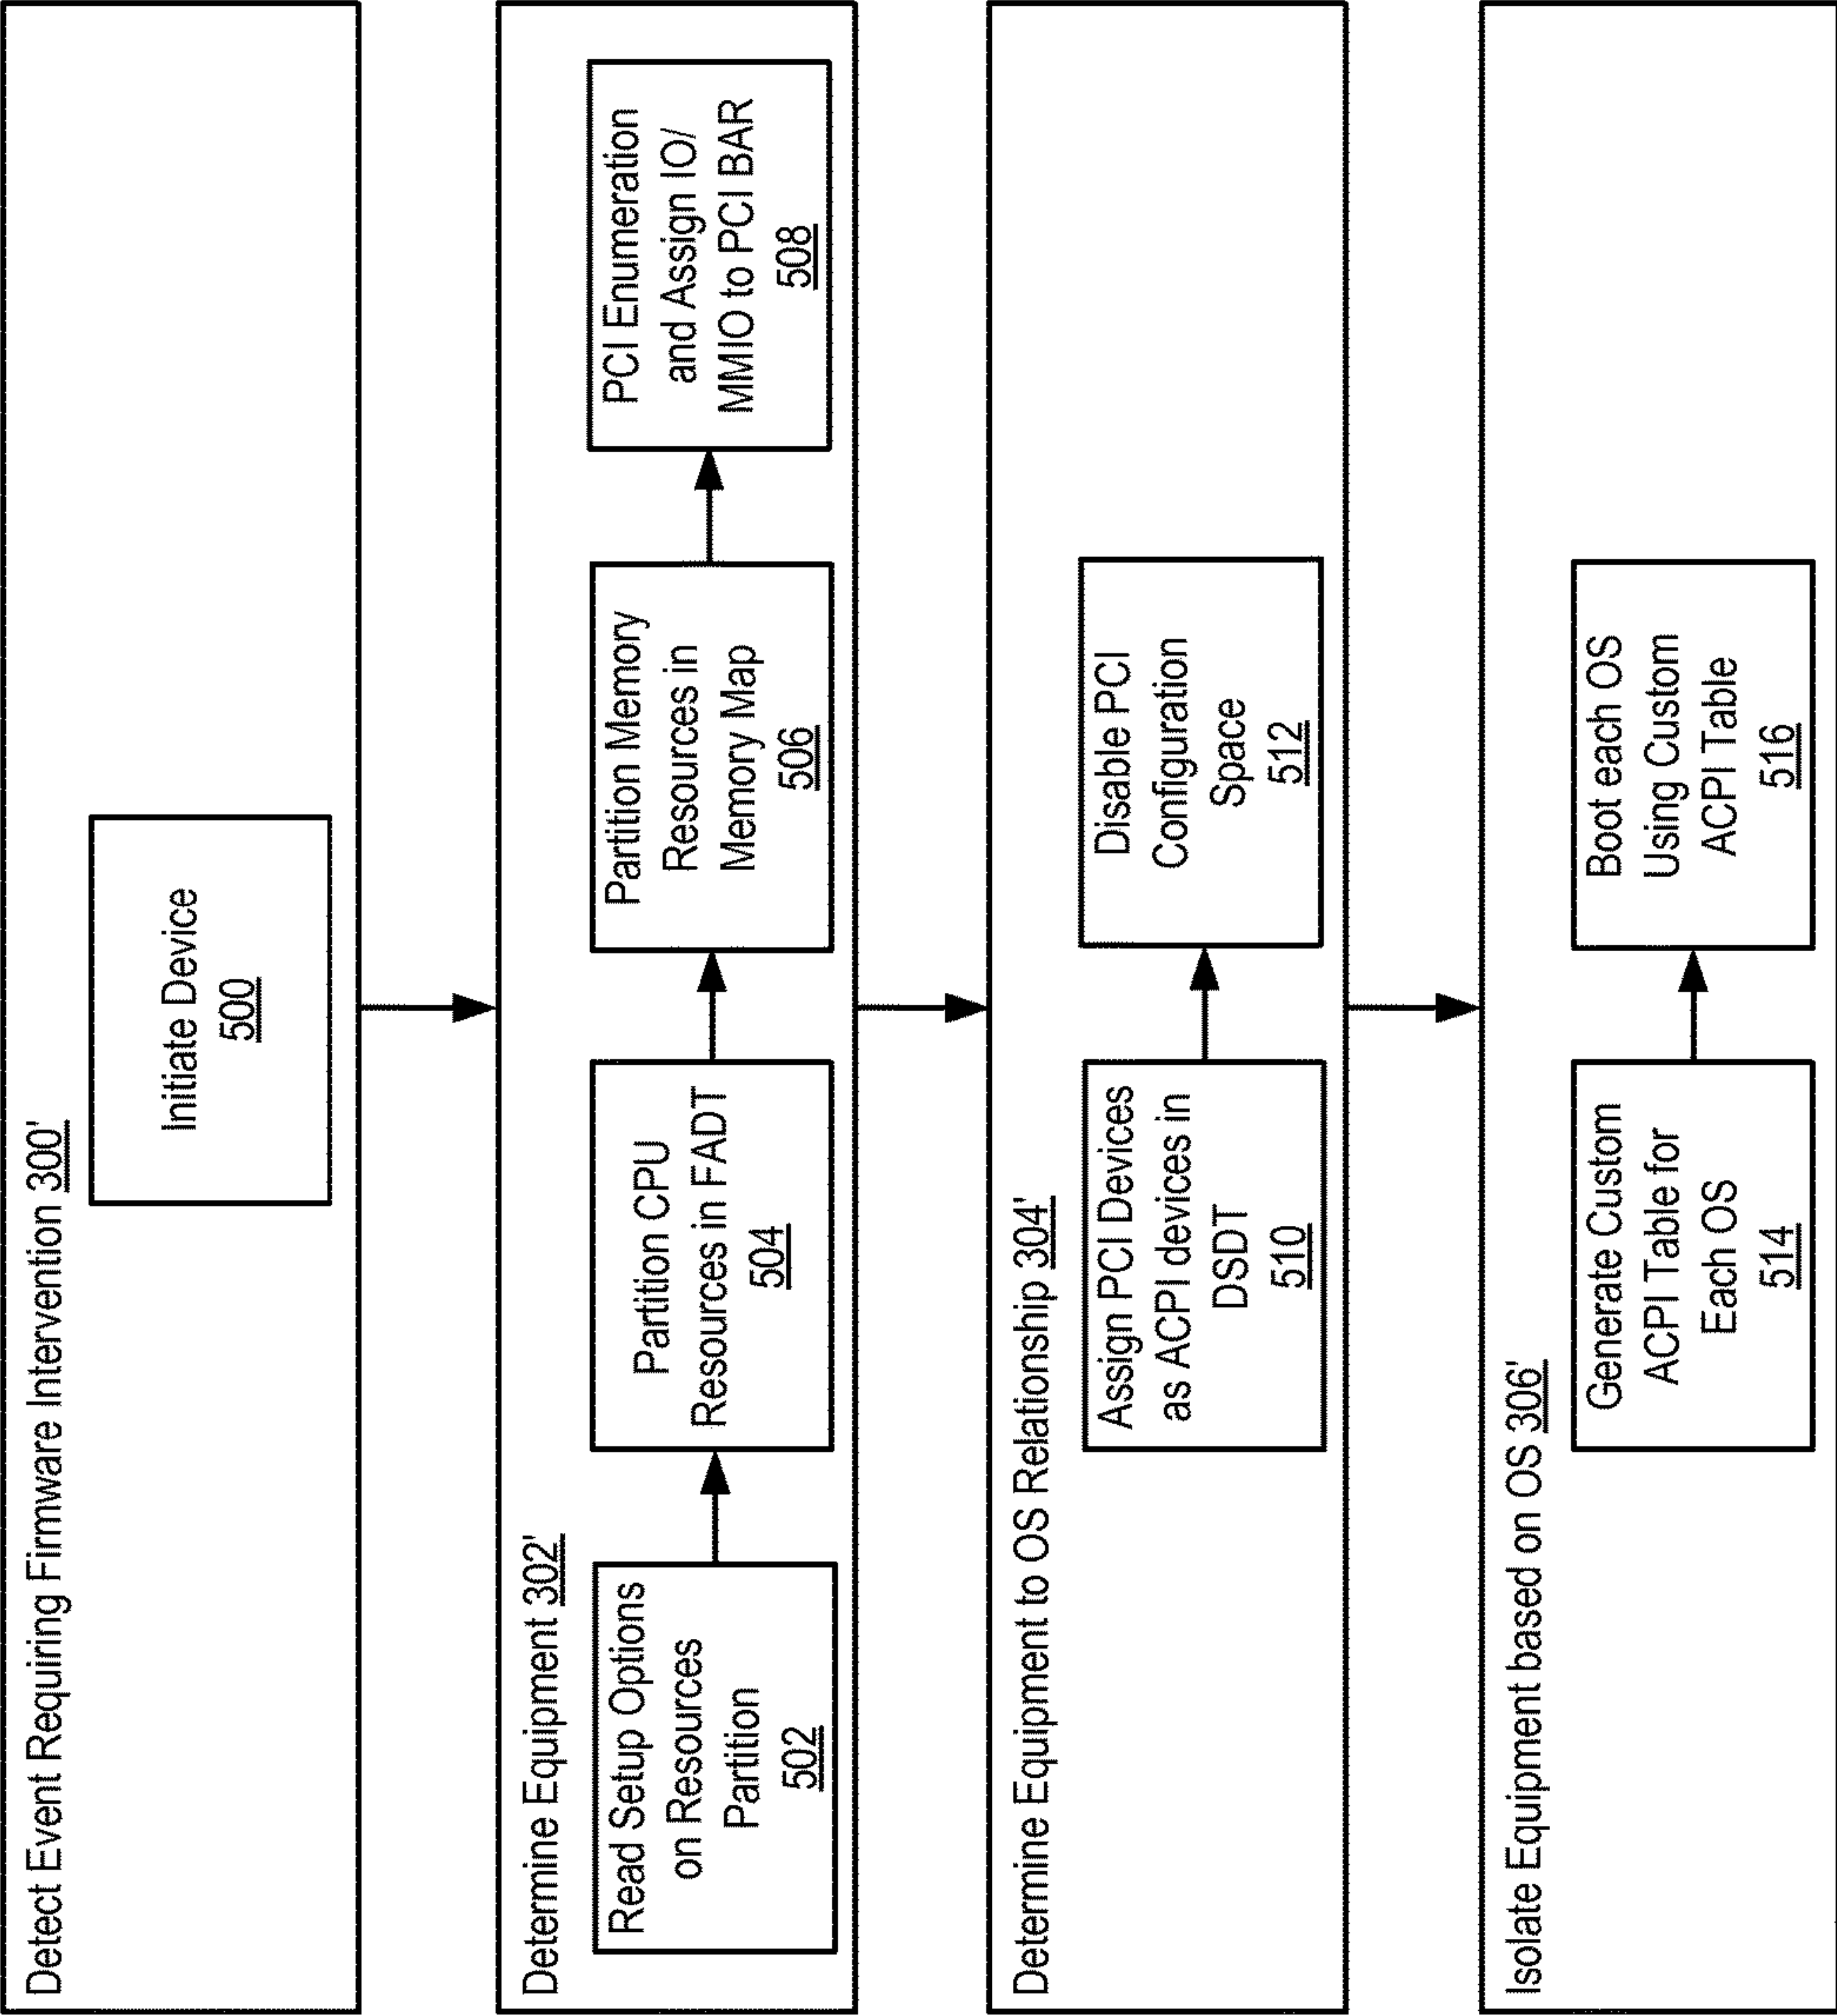 Detect Event Requiring Firmware Intervention 300'
Initiate Device
500
Determine Equipment 302'
Read Setup Options
on Resources
Partition
502
Partition CPU
Resources in FADT
504
Partition Memory
Resources in
Memory Map
506
PCI Enumeration
and Assign IO/
MMIO to PCI BAR
508
Determine Equipment to OS Relationship 304'
Assign PCI Devices
as ACPI devices in
DSDT
510
Disable PCI
Configuration
Space
512
Isolate Equipment based on OS 306'
Generate Custom
ACPI Table for
Each OS
514
Boot each OS
Using Custom
ACPI Table
516